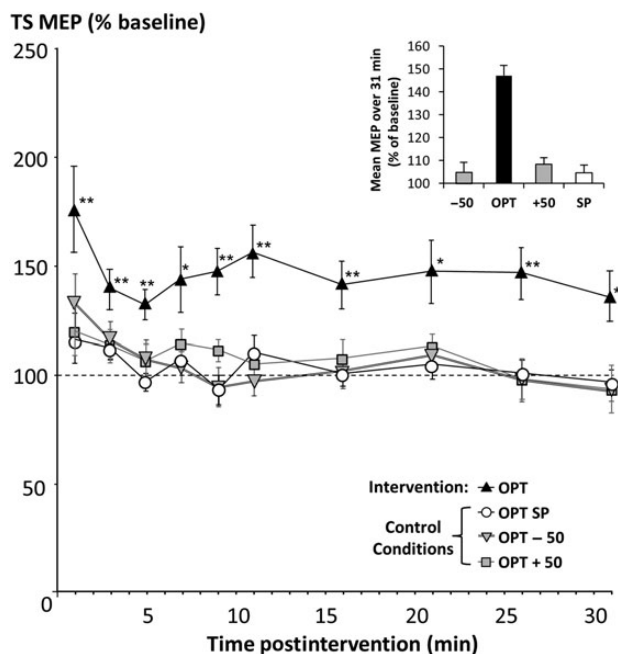 TS MEP (% baseline)
250
200
150
100
50
0
0
5
10
15
20
25
30
Time postintervention (min)
**
**
**
*
**
**
**
*
**
*
Mean MEP over 31 min
(% of baseline)
160
150
140
130
120
110
100
−50
OPT
+50
SP
Intervention: OPT
Control
Conditions
OPT SP
OPT – 50
OPT + 50